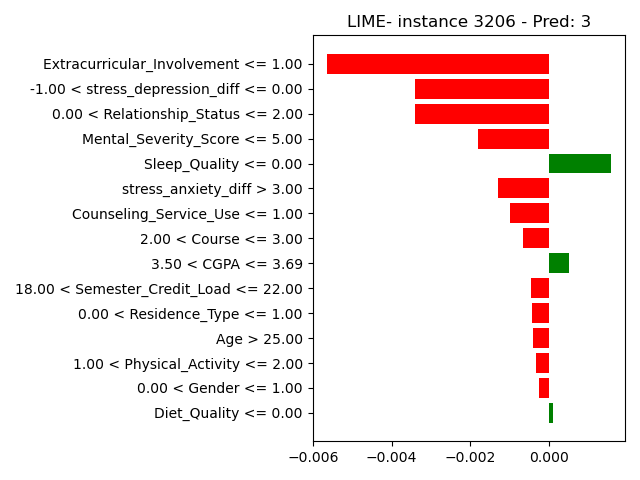 LIME- instance 3206 - Pred: 3
Extracurricular_Involvement <= 1.00
-1.00 < stress_depression_diff <= 0.00
0.00 < Relationship_Status <= 2.00
Mental_Severity_Score <= 5.00
Sleep_Quality <= 0.00
stress_anxiety_diff > 3.00
Counseling_Service_Use <= 1.00
2.00 < Course <= 3.00
3.50 < CGPA <= 3.69
18.00 < Semester_Credit_Load <= 22.00
0.00 < Residence_Type <= 1.00
Age > 25.00
1.00 < Physical_Activity <= 2.00
0.00 < Gender <= 1.00
Diet_Quality <= 0.00
−0.006 −0.004 −0.002 0.000